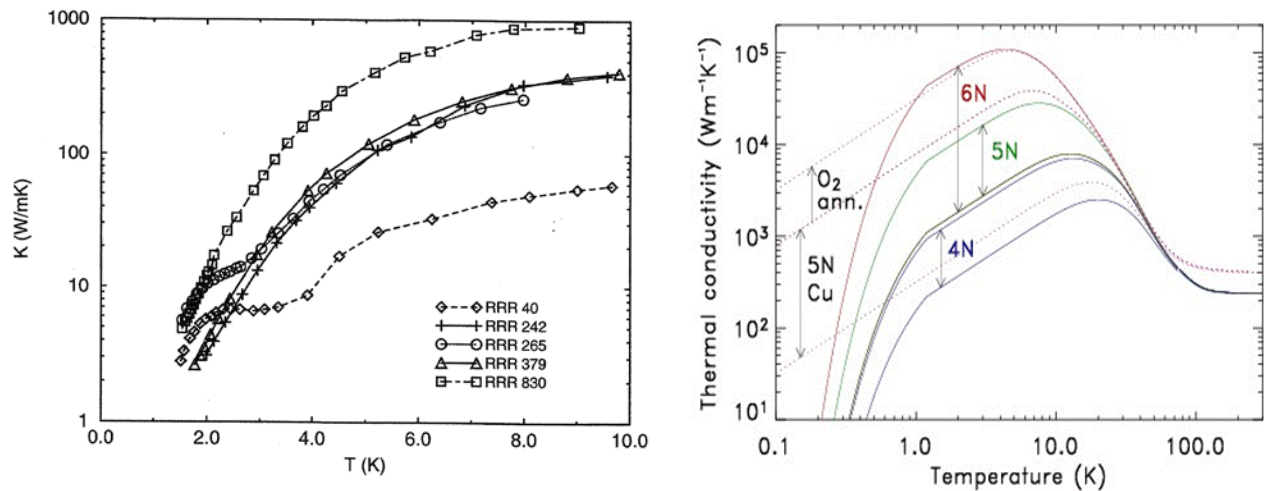 1000
100
10
1
K (W/mK)
0.0 2.0 4.0 6.0 8.0 10.0
T (K)
RRR 40
RRR 242
RRR 265
RRR 379
RRR 830
Thermal conductivity (Wm⁻¹K⁻¹)
10⁵
10⁴
10³
10²
10¹
6N
5N
O₂
ann.
4N
5N
Cu
0.1 1.0 10.0 100.0
Temperature (K)